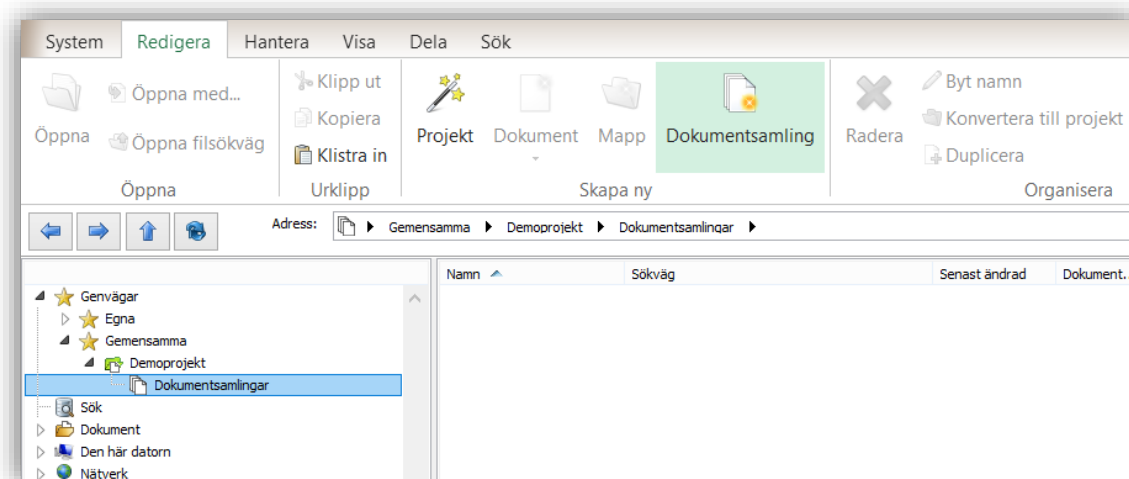 System Redigera Hantera Visa Dela Sök
Öppna
Öppna med...
Öppna filsökväg
Öppna
Klipp ut
Kopiera
Klistra in
Urklipp
Projekt Dokument Mapp Dokumentsamling
Skapa ny
Radera
Byt namn
Konvertera till projekt
Duplicera
Organisera
Adress: Gemensamma Demoprojekt Dokumentsamlingar
Namn Sökväg Senast ändrad Dokument..
Genvägar
Egna
Gemensamma
Demoprojekt
Dokumentsamlingar
Sök
Dokument
Den här datorn
Nätverk